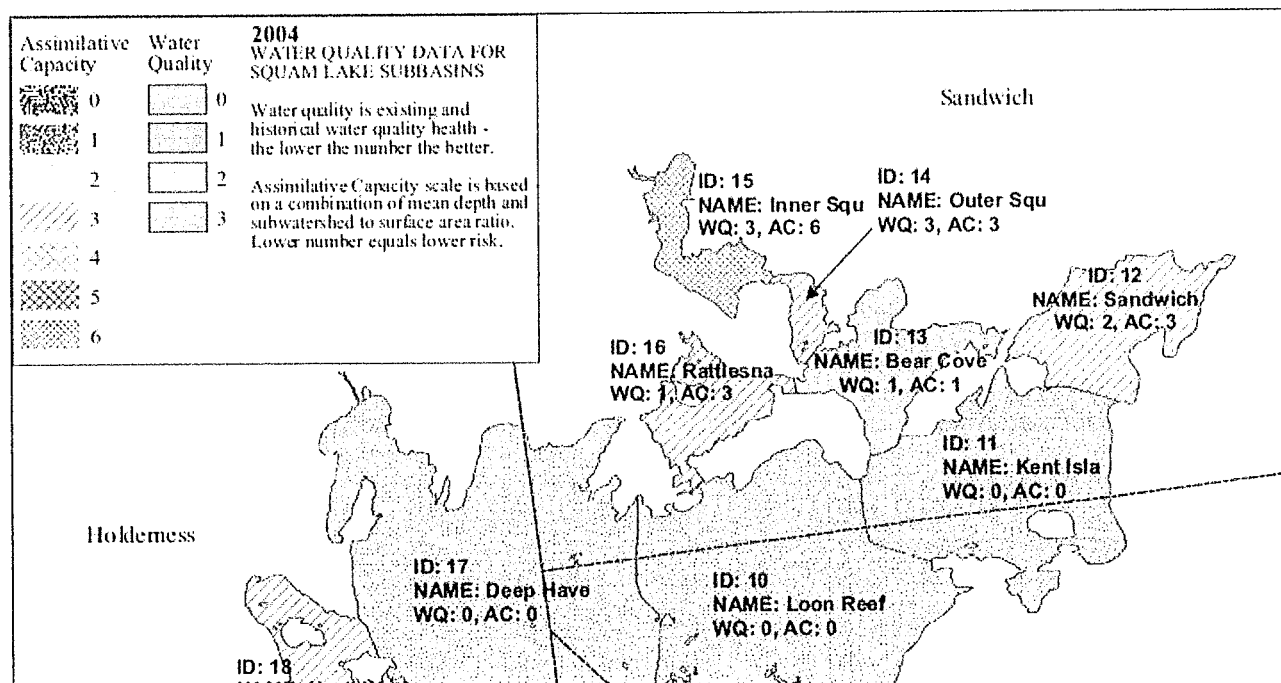 Assimilative Capacity
Water Quality
0
1
2
3
4
5
6
0
1
2
3
2004
WATER QUALITY DATA FOR
SQUAM LAKE SUBBASINS
Water quality is existing and
historical water quality health -
the lower the number the better.
Assimilative Capacity scale is based
on a combination of mean depth and
subwatershed to surface area ratio.
Lower number equals lower risk.
Sandwich
ID: 15
NAME: Inner Squ
WQ: 3, AC: 6
ID: 14
NAME: Outer Squ
WQ: 3, AC: 3
ID: 12
NAME: Sandwich
WQ: 2, AC: 3
ID: 16
NAME: Rattlesna
WQ: 1, AC: 3
ID: 13
NAME: Bear Cove
WQ: 1, AC: 1
ID: 11
NAME: Kent Isla
WQ: 0, AC: 0
Holderness
ID: 17
NAME: Deep Have
WQ: 0, AC: 0
ID: 10
NAME: Loon Reef
WQ: 0, AC: 0
ID: 18